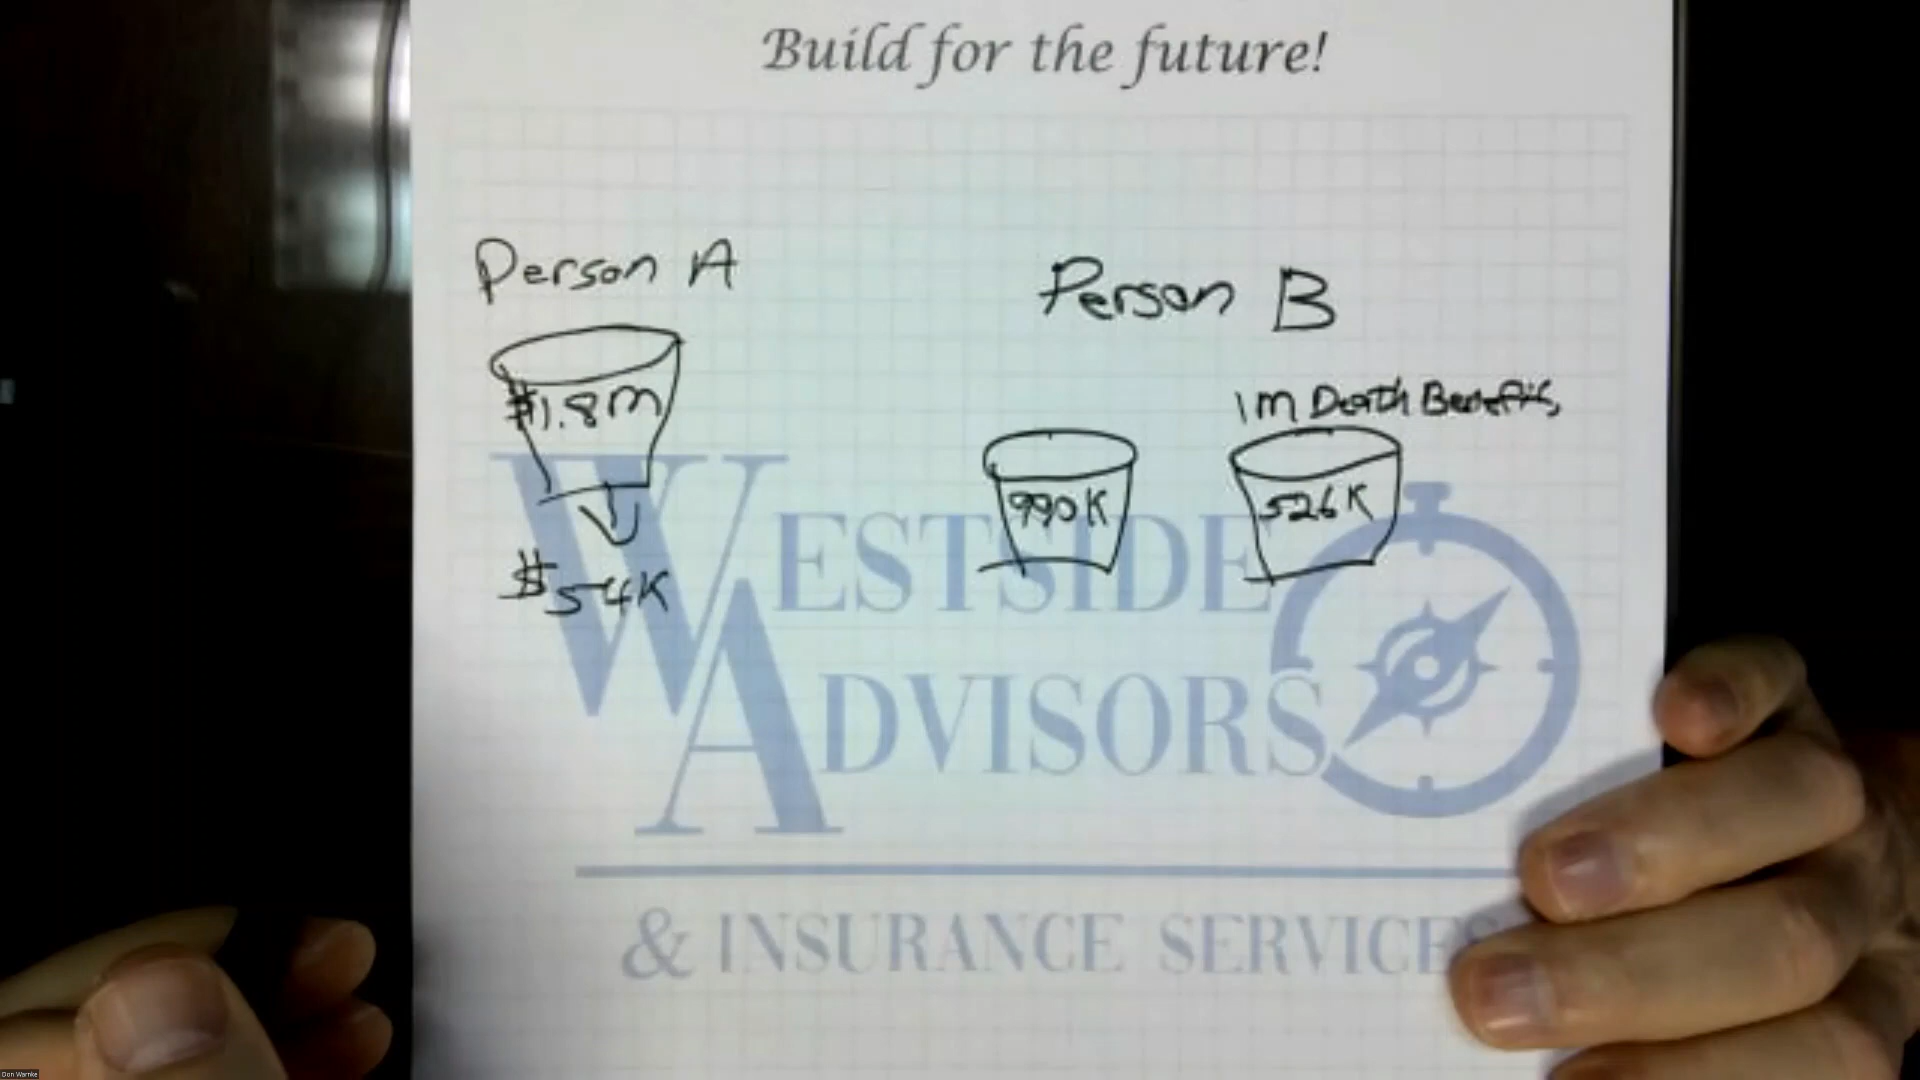 Build for the future!
Person A
Person B
$1.8m
1m Death Benefits
990K
526K
$54K
WESTSIDE
ADVISORS
& INSURANCE SERVICES
Don Warnke